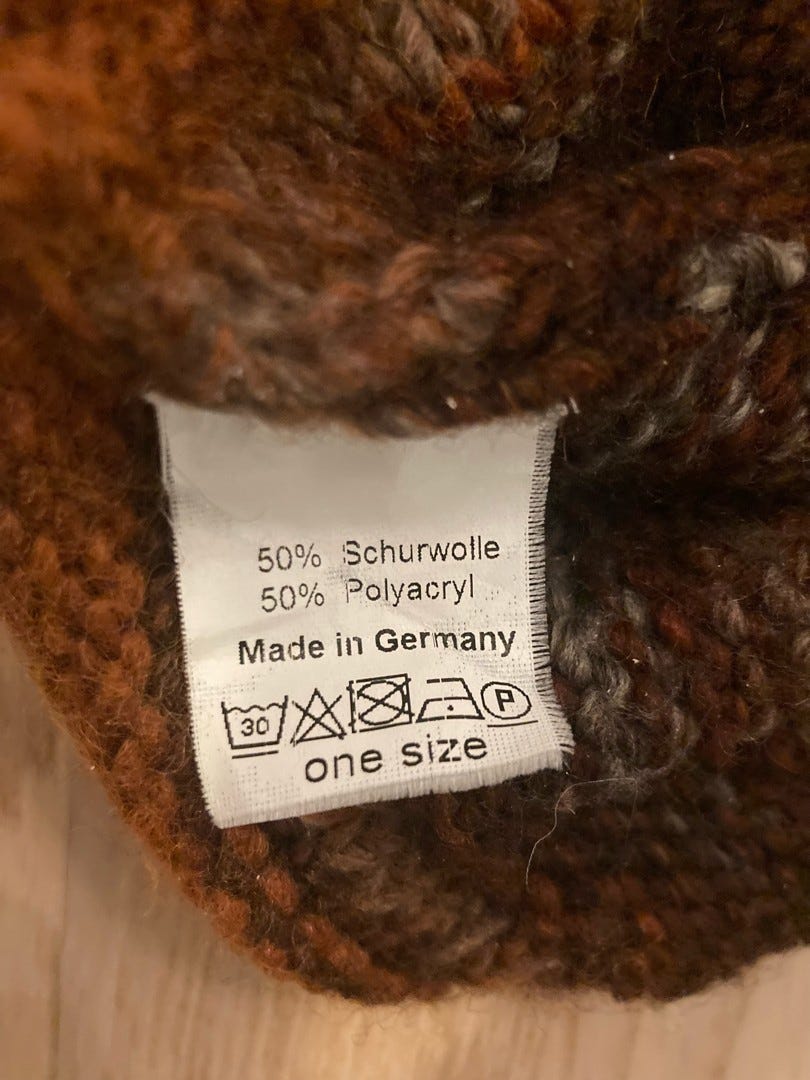 50% Schurwolle
50% Polyacryl
Made in Germany
30 P
one size